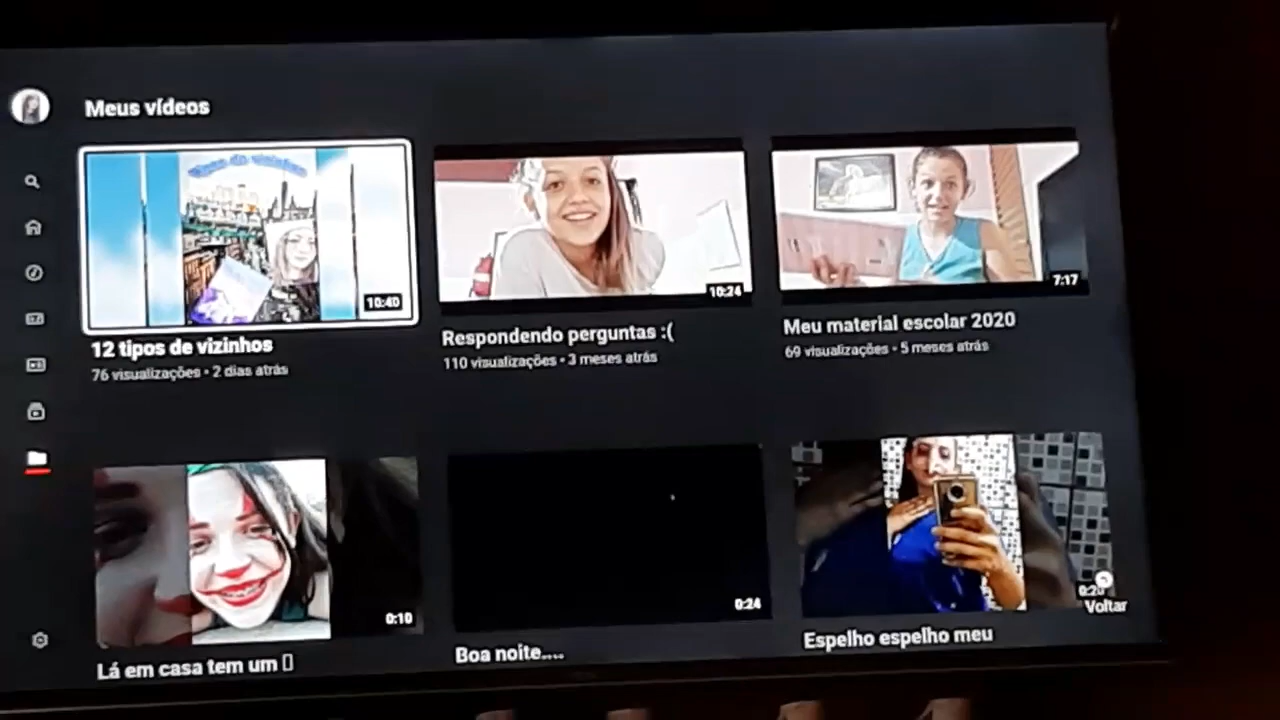 Meus vídeos
10:40
10:24
7:17
12 tipos de vizinhos
76 visualizações • 2 dias atrás
Respondendo perguntas :(
110 visualizações • 3 meses atrás
Meu material escolar 2020
69 visualizações • 5 meses atrás
0:10
0:24
Voltar
Lá em casa tem um
Boa noite....
Espelho espelho meu